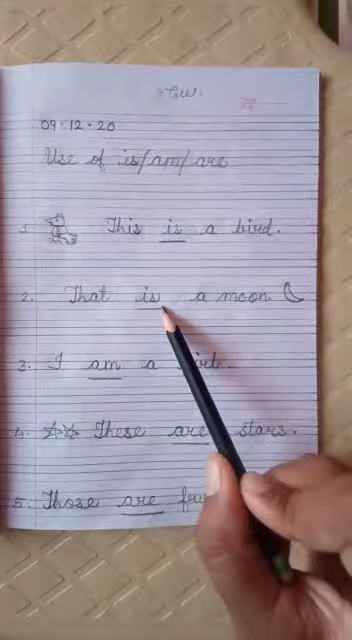 C.W.
09.12.20
Use of is/am/are
1. This is a bird.
2. That is a moon.
3. I am a girl.
4. These are stars.
5. Those are